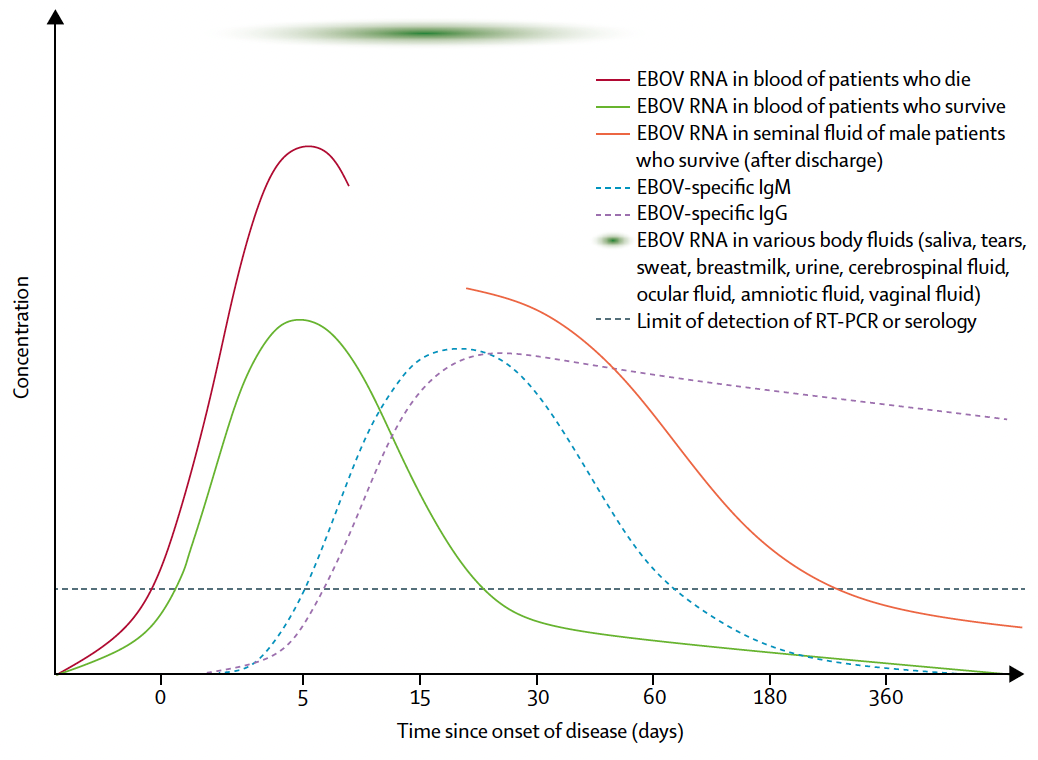 EBOV RNA in blood of patients who die
EBOV RNA in blood of patients who survive
EBOV RNA in seminal fluid of male patients
who survive (after discharge)
EBOV-specific IgM
EBOV-specific IgG
EBOV RNA in various body fluids (saliva, tears,
sweat, breastmilk, urine, cerebrospinal fluid,
ocular fluid, amniotic fluid, vaginal fluid)
Limit of detection of RT-PCR or serology
Concentration
0 5 15 30 60 180 360
Time since onset of disease (days)